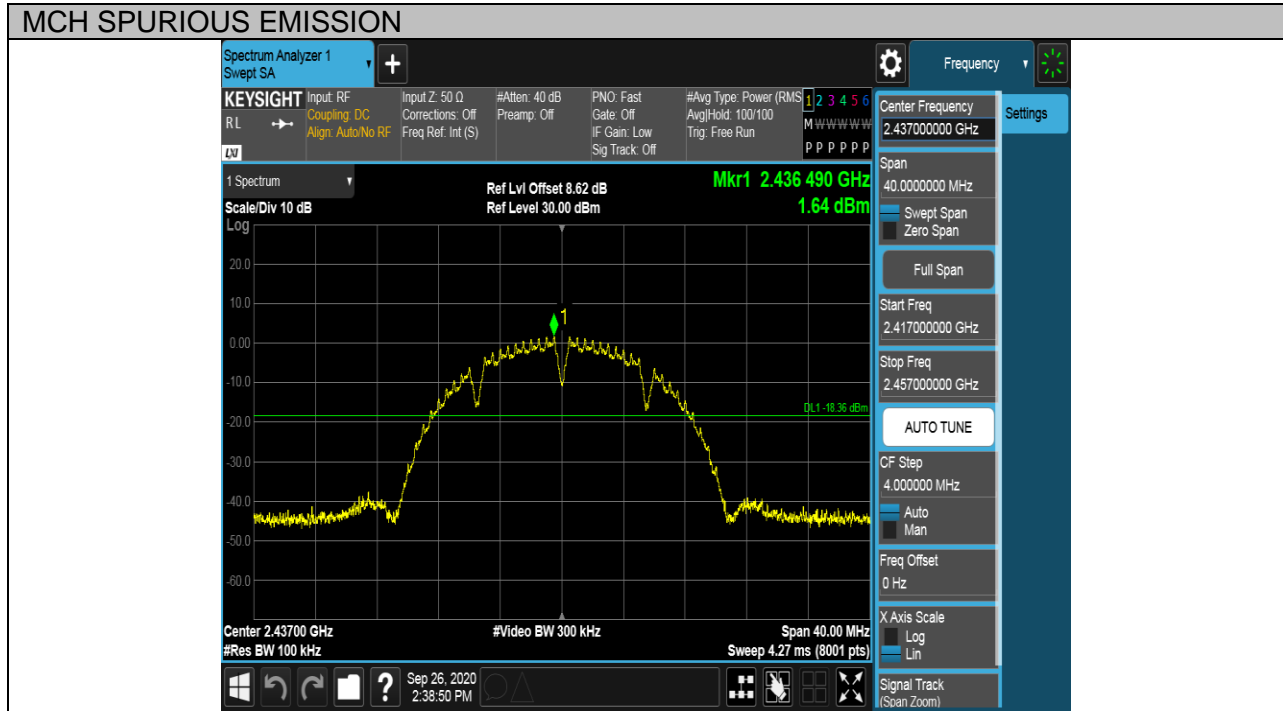 MCH SPURIOUS EMISSION
Spectrum Analyzer 1
Swept SA
+
Frequency
KEYSIGHT
RL
LXI
Input: RF
Coupling: DC
Align: Auto/No RF
Input Z: 50 Ω
Corrections: Off
Freq Ref: Int (S)
#Atten: 40 dB
Preamp: Off
PNO: Fast
Gate: Off
IF Gain: Low
Sig Track: Off
#Avg Type: Power (RMS
Avg|Hold: 100/100
Trig: Free Run
1 2 3 4 5 6
M W W W W W
P P P P P P
1 Spectrum
Scale/Div 10 dB
Log
Ref Lvl Offset 8.62 dB
Ref Level 30.00 dBm
Mkr1 2.436 490 GHz
1.64 dBm
20.0
10.0
0.00
-10.0
-20.0
-30.0
-40.0
-50.0
-60.0
1
DL1 -18.36 dBm
Center 2.43700 GHz
#Res BW 100 kHz
#Video BW 300 kHz
Span 40.00 MHz
Sweep 4.27 ms (8001 pts)
?
Sep 26, 2020
2:38:50 PM
Center Frequency
2.437000000 GHz
Settings
Span
40.0000000 MHz
Swept Span
Zero Span
Full Span
Start Freq
2.417000000 GHz
Stop Freq
2.457000000 GHz
AUTO TUNE
CF Step
4.000000 MHz
Auto
Man
Freq Offset
0 Hz
X Axis Scale
Log
Lin
Signal Track
(Span Zoom)